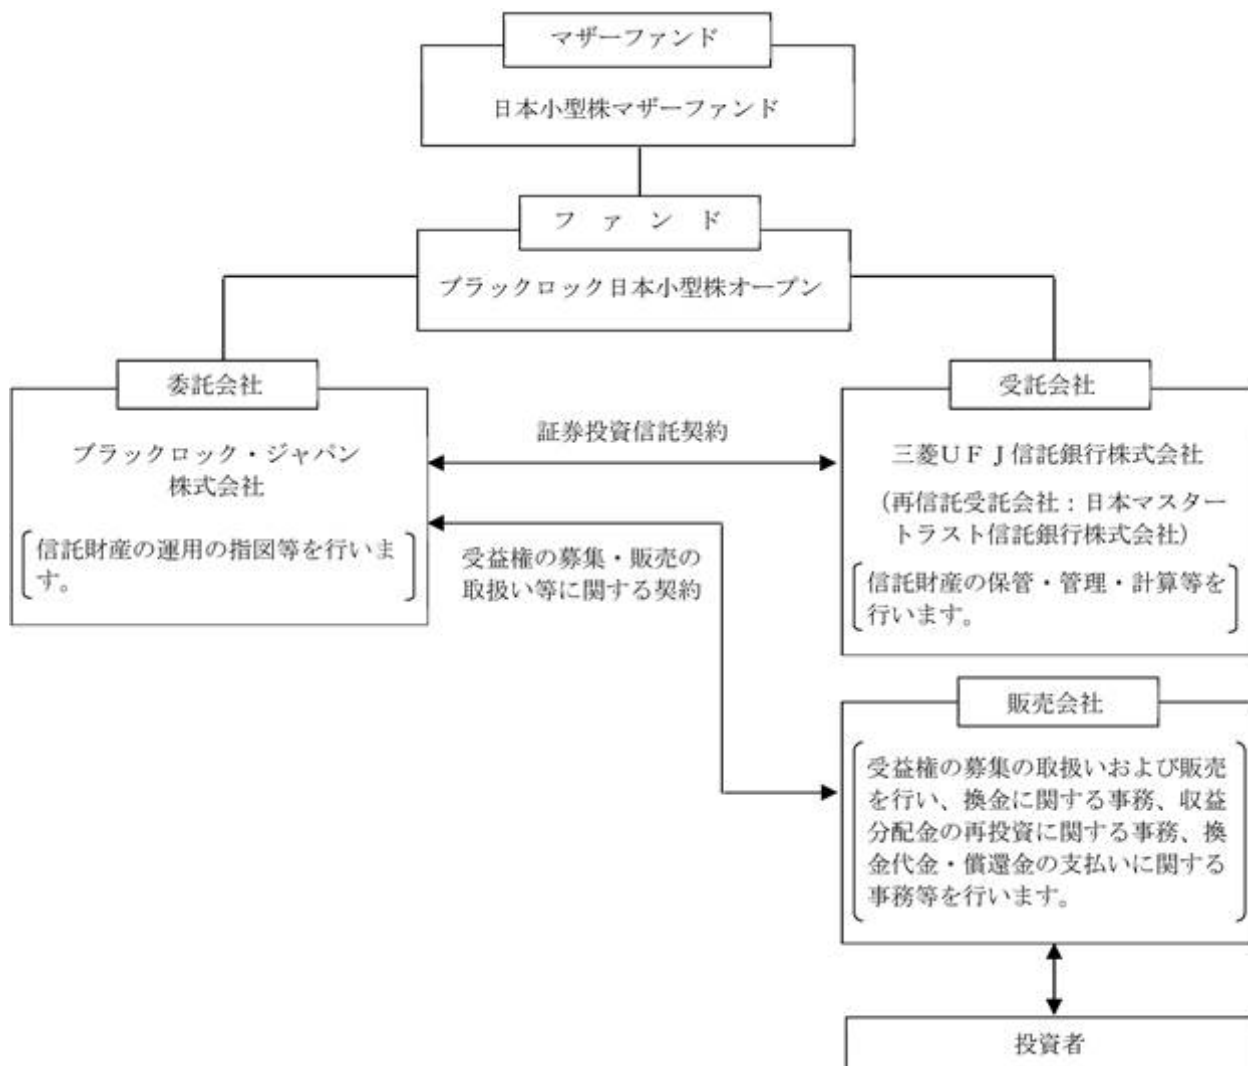 マザーファンド
日本小型株マザーファンド
ファンド
ブラックロック日本小型株オープン
委託会社
ブラックロック・ジャパン
株式会社
信託財産の運用の指図等を行いま
す。
証券投資信託契約
受益権の募集・販売の
取扱い等に関する契約
受託会社
三菱UFJ信託銀行株式会社
（再信託受託会社：日本マスター
トラスト信託銀行株式会社）
信託財産の保管・管理・計算等を
行います。
販売会社
受益権の募集の取扱いおよび販売
を行い、換金に関する事務、収益
分配金の再投資に関する事務、換
金代金・償還金の支払いに関する
事務等を行います。
投資者